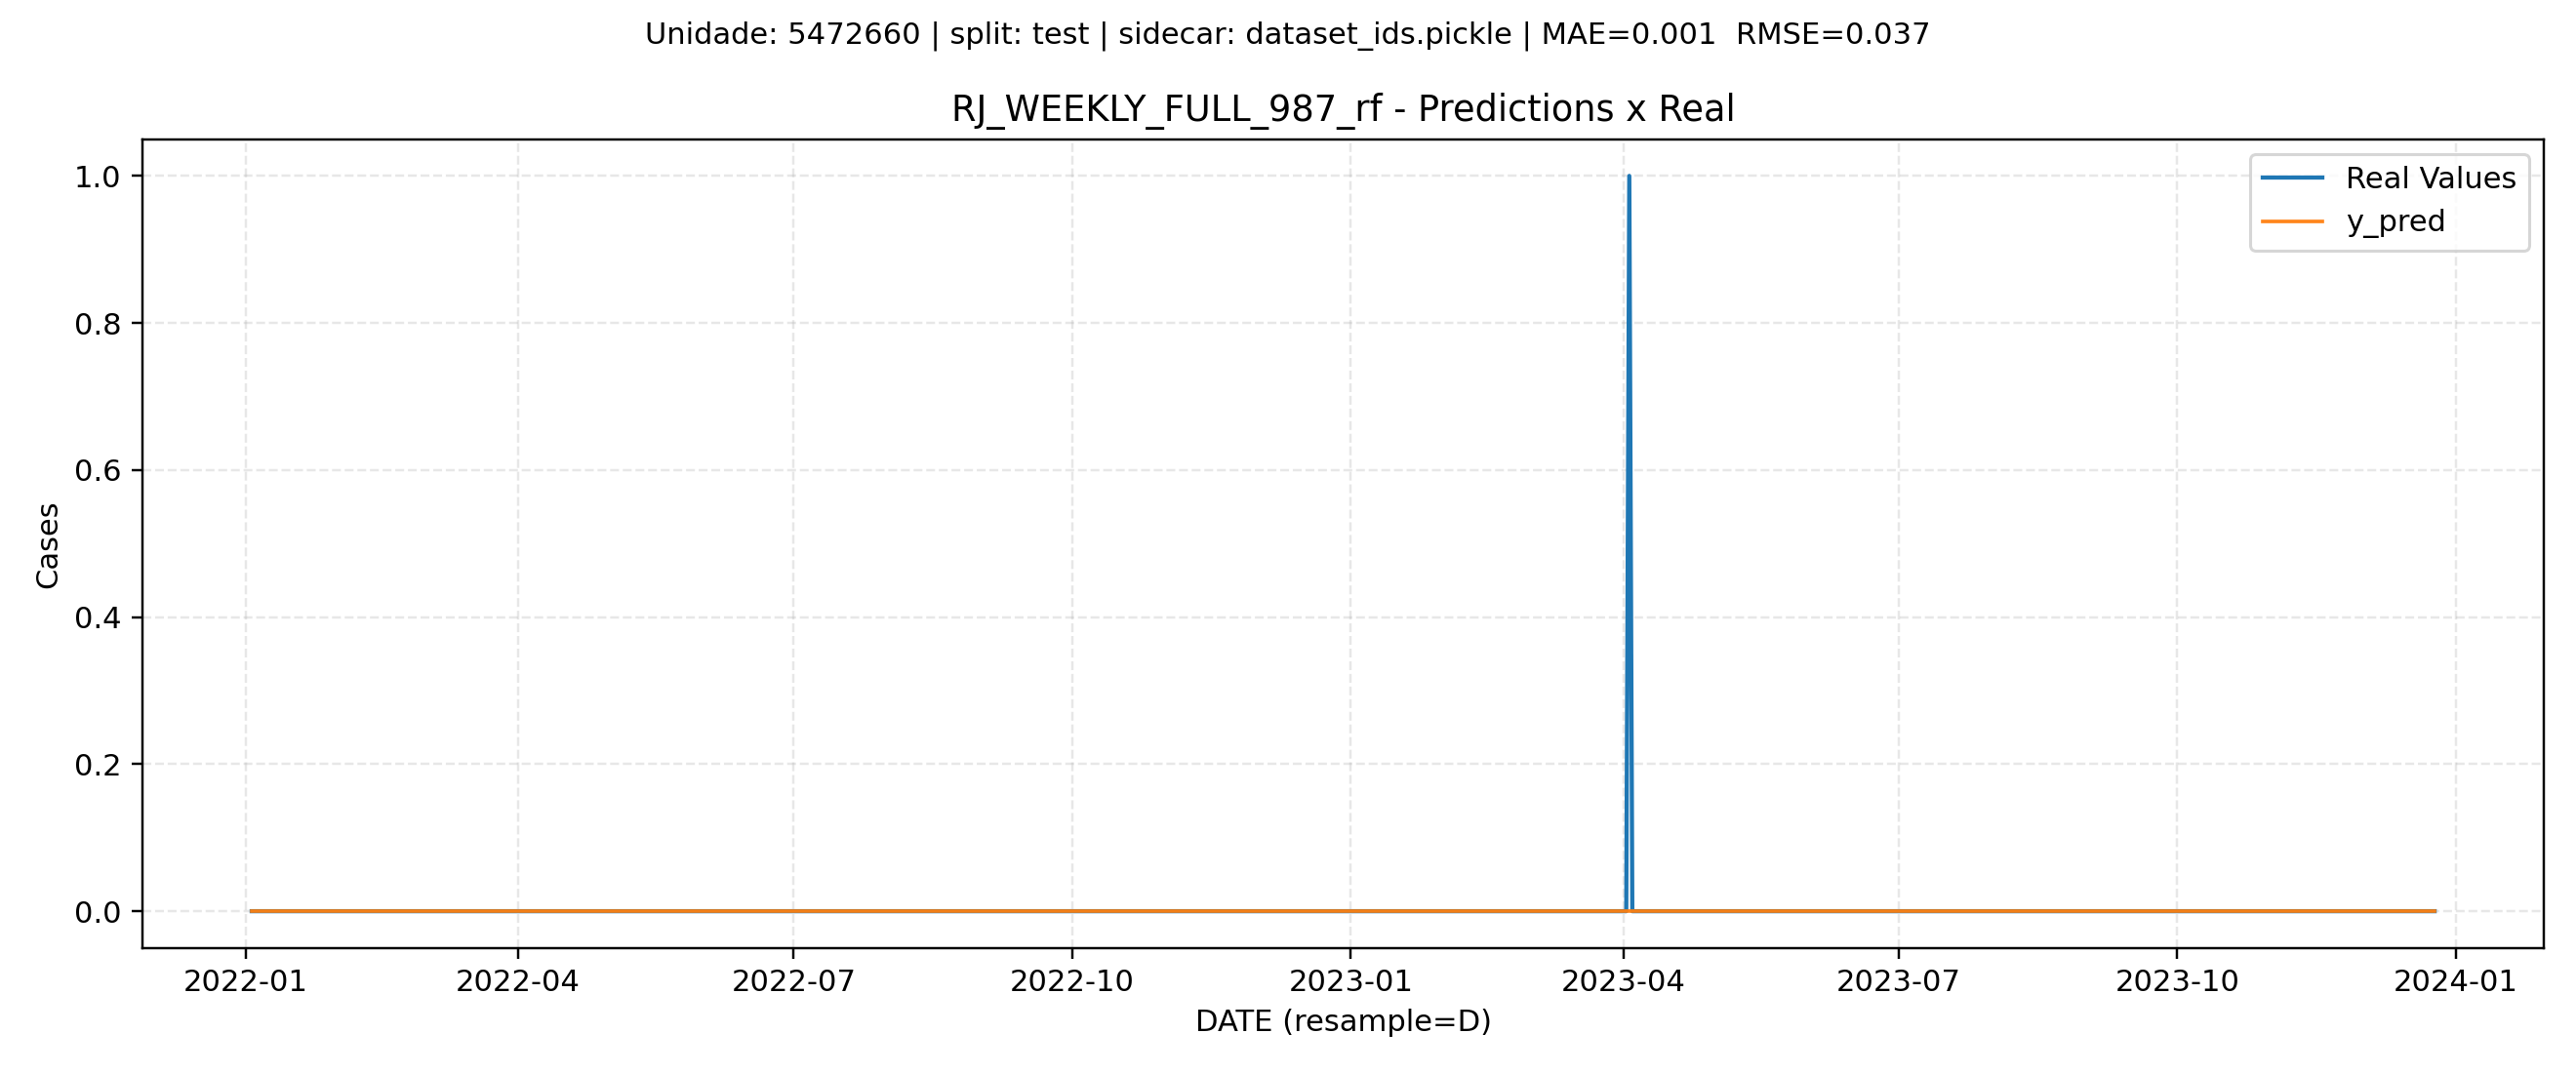 Unidade: 5472660 | split: test | sidecar: dataset_ids.pickle | MAE=0.001  RMSE=0.037
RJ_WEEKLY_FULL_987_rf - Predictions x Real
Real Values
y_pred
1.0
0.8
0.6
0.4
0.2
0.0
Cases
2022-01
2022-04
2022-07
2022-10
2023-01
2023-04
2023-07
2023-10
2024-01
DATE (resample=D)